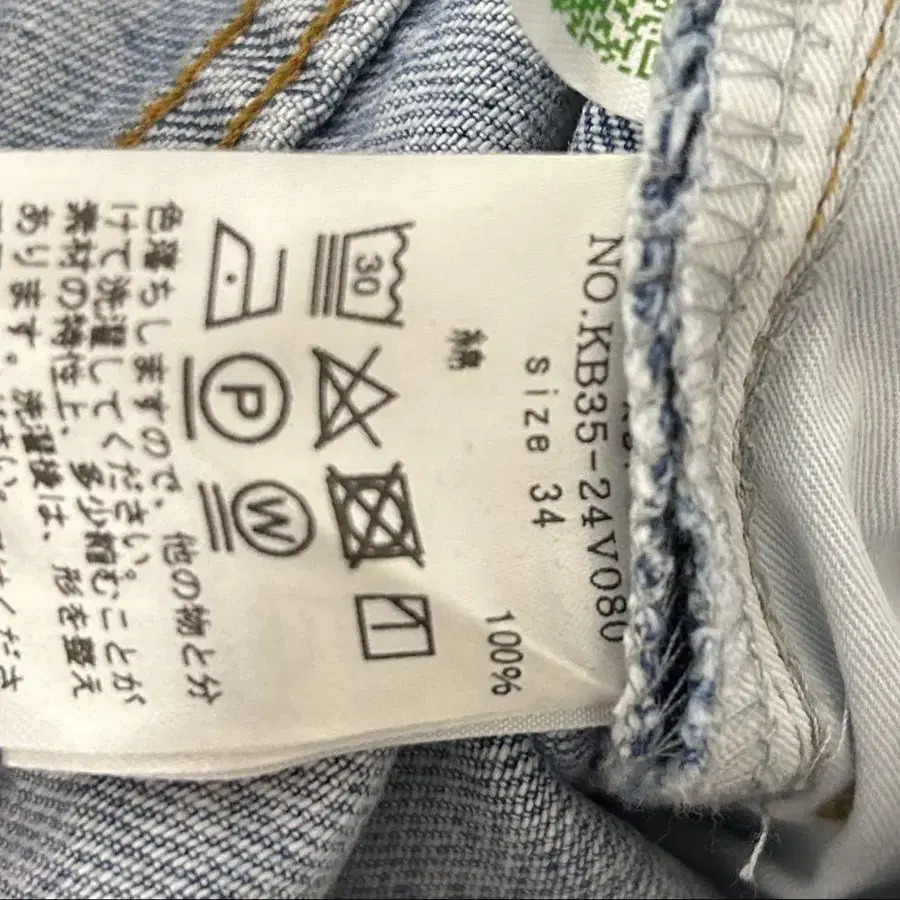 NO.KB35-24V080
size 34
綿 100%
30
P
W
色落ちしますので、他の物と分
けて洗濯してください。
素材の特性上、多少縮むことが
あります。洗濯後は、形を整え